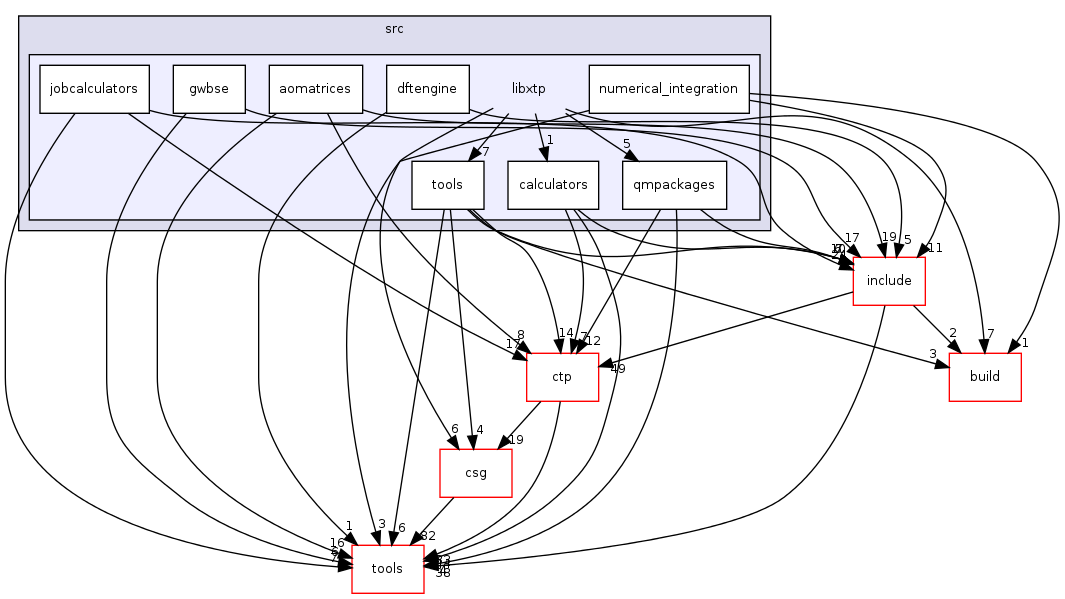 src
jobcalculators
gwbse
aomatrices
dftengine
libxtp
numerical_integration
7
1
5
tools
calculators
qmpackages
17
19
5
11
include
8
17
14
7
12
49
2
7
1
3
ctp
build
6
4
19
csg
1
3
6
32
16
tools
38